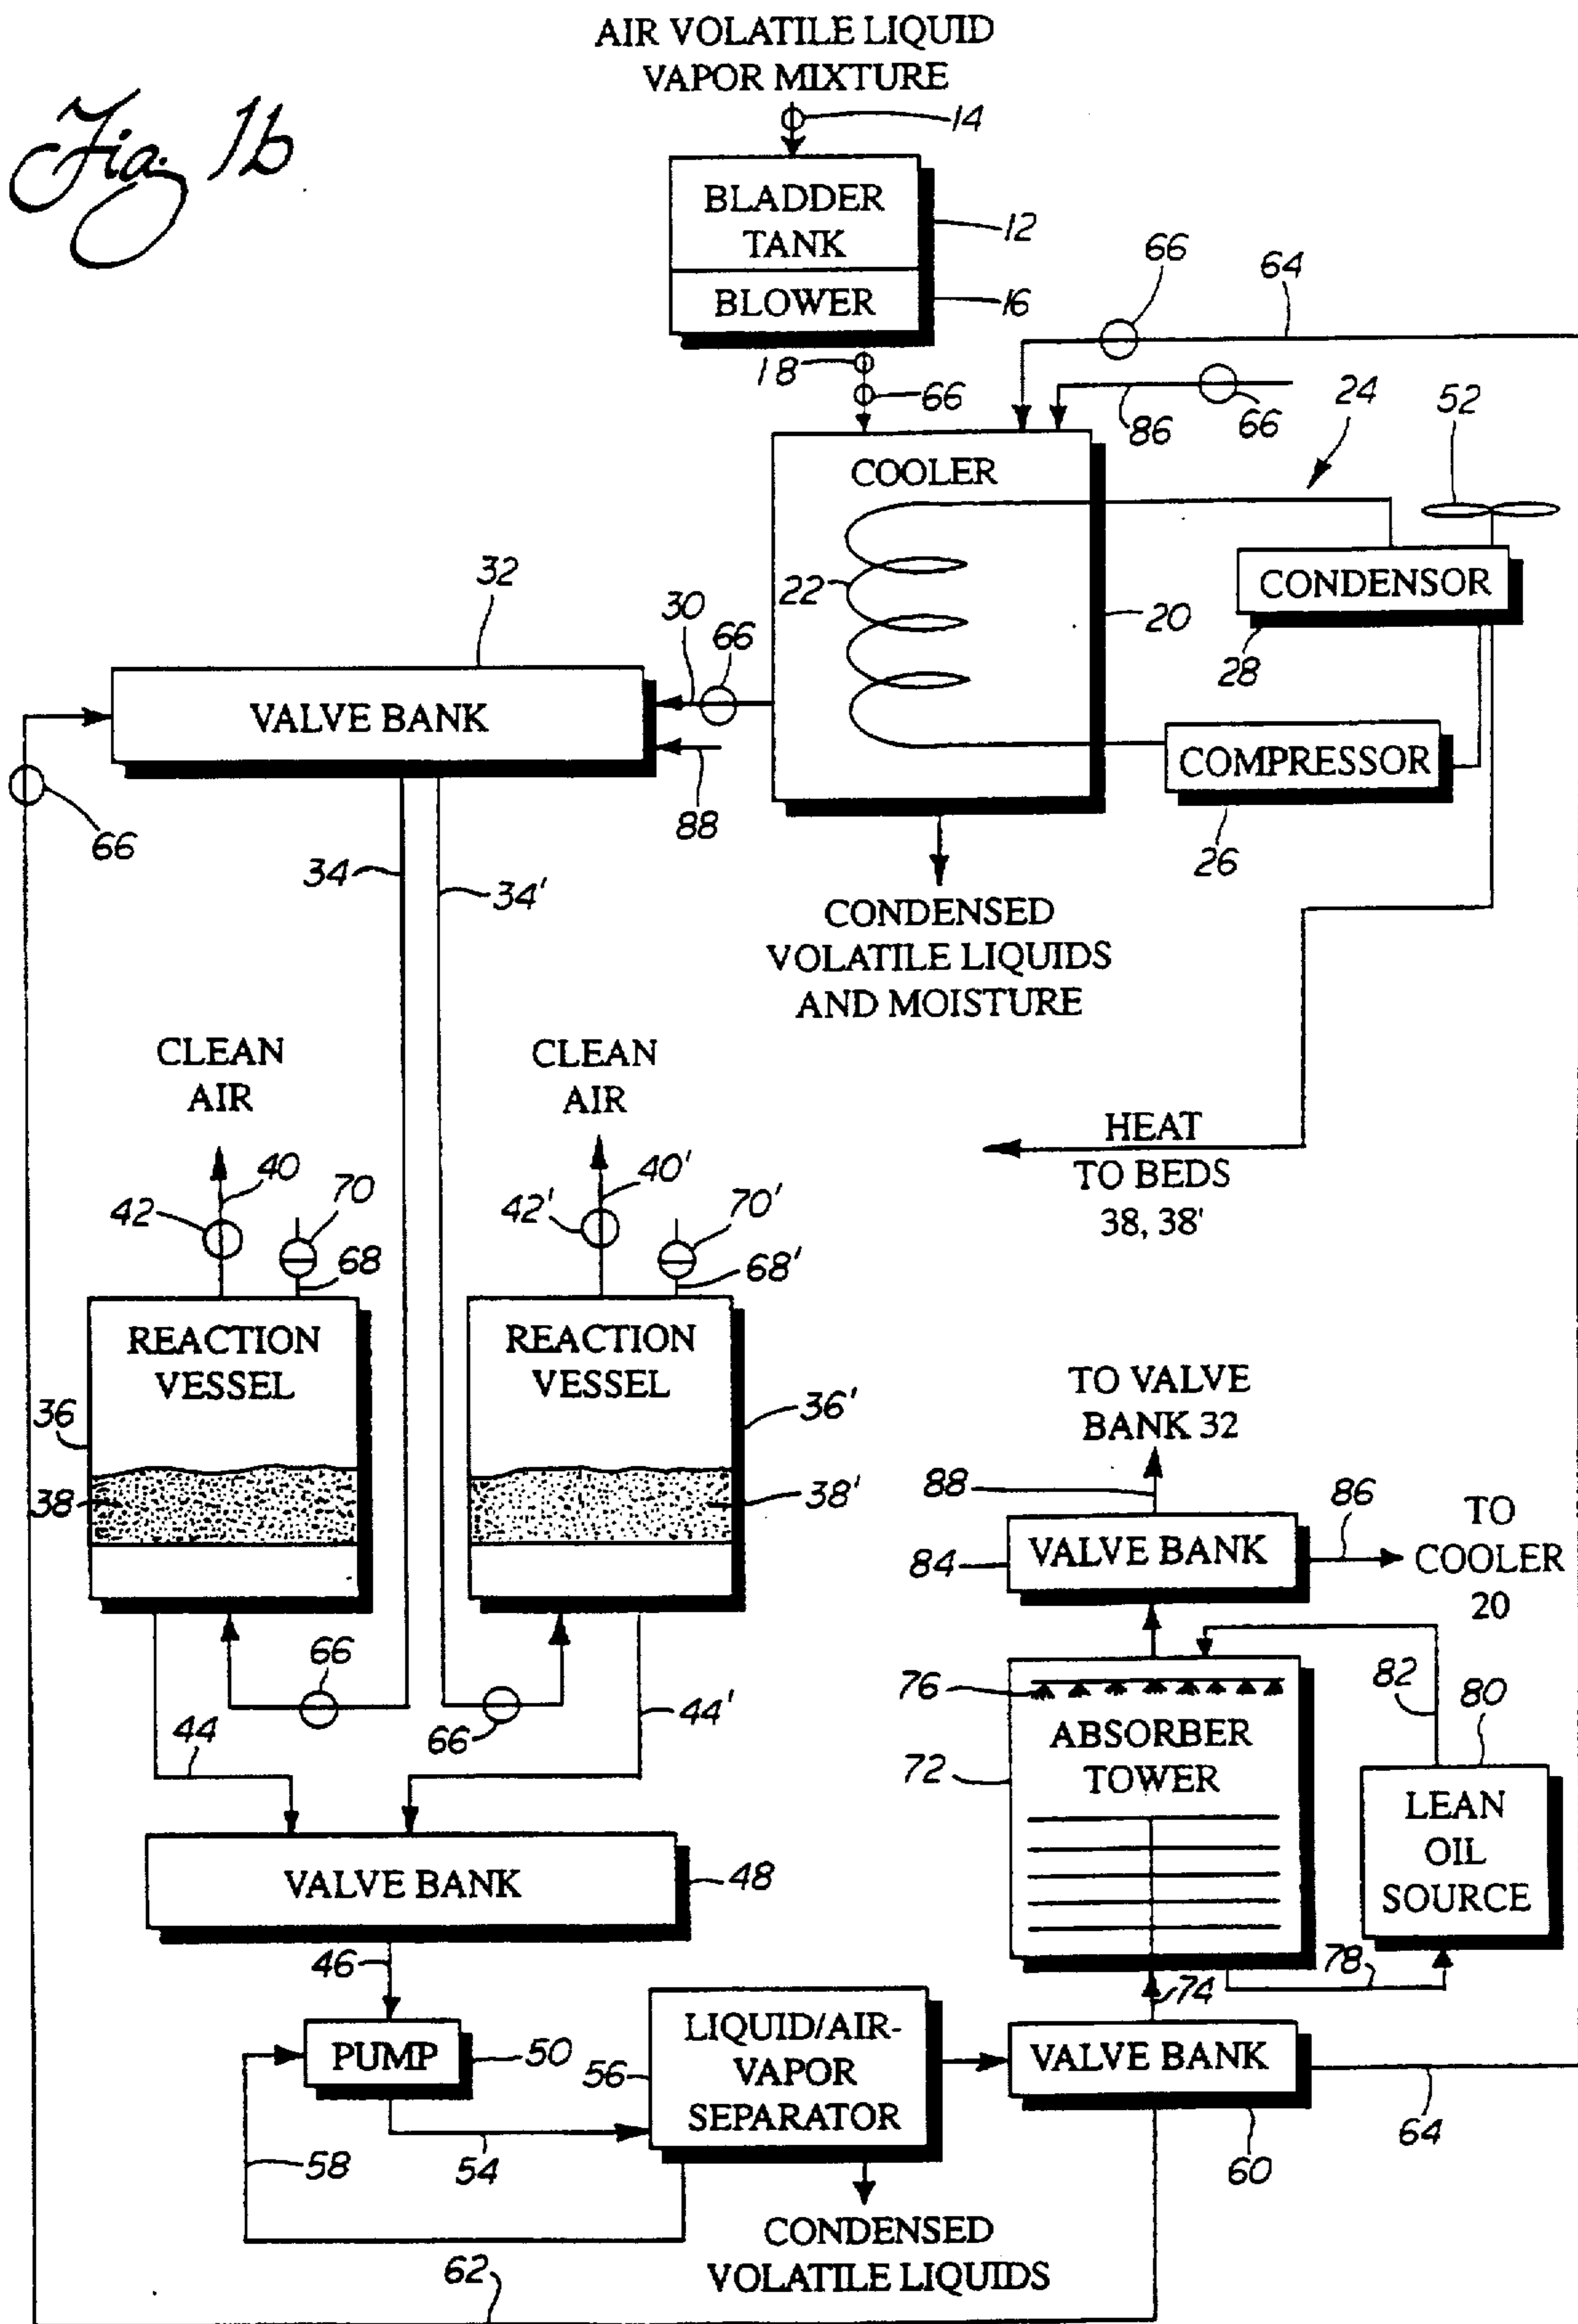 Fig. 1b
AIR VOLATILE LIQUID
VAPOR MIXTURE
14
BLADDER
TANK
12
BLOWER
16
18
66
66
64
86
66
24
52
COOLER
22
20
CONDENSOR
28
COMPRESSOR
26
32
30
66
VALVE BANK
88
66
34
34'
CONDENSED
VOLATILE LIQUIDS
AND MOISTURE
CLEAN
AIR
CLEAN
AIR
HEAT
TO BEDS
38, 38'
40
42
70
68
40'
42'
70'
68'
REACTION
VESSEL
36
38
REACTION
VESSEL
36'
38'
66
66
44
44'
TO VALVE
BANK 32
88
VALVE BANK
84
86
TO
COOLER
20
76
ABSORBER
TOWER
72
82
80
LEAN
OIL
SOURCE
78
74
VALVE BANK
48
46
PUMP
50
LIQUID/AIR-
VAPOR
SEPARATOR
56
VALVE BANK
60
64
58
54
CONDENSED
VOLATILE LIQUIDS
62